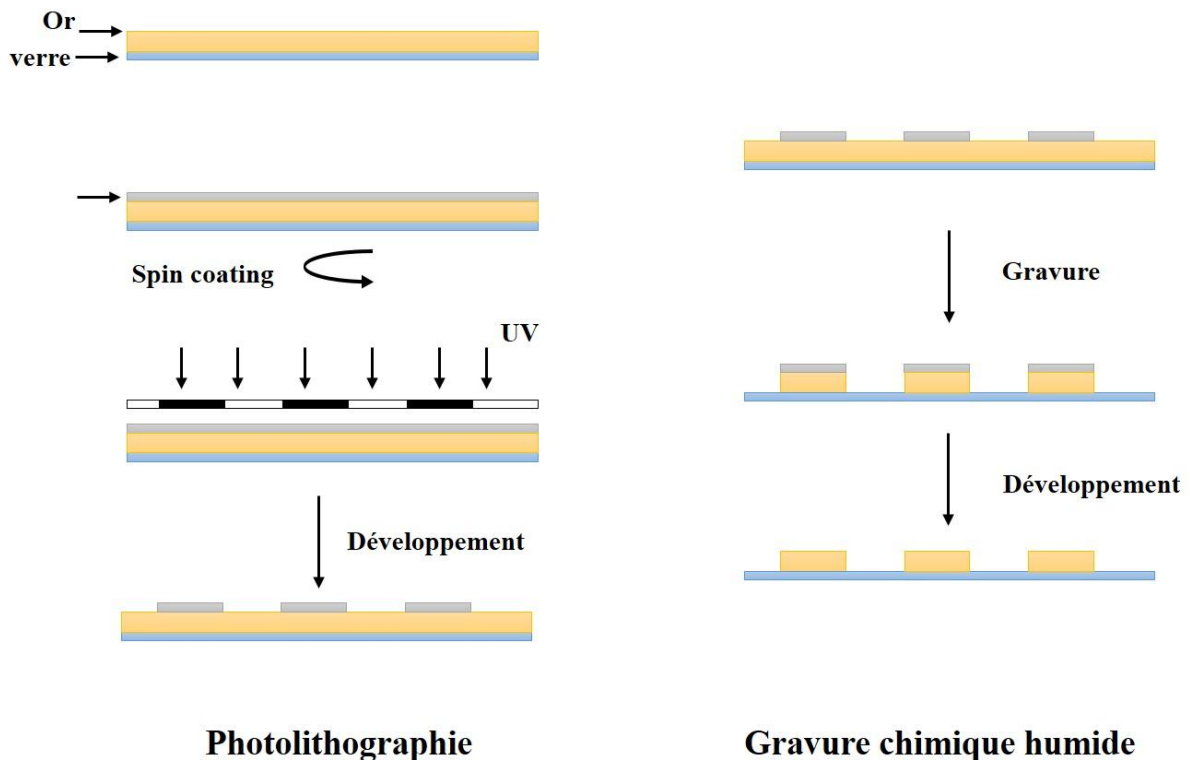 Or
verre
Spin coating
UV
Développement
Photolithographie
Gravure
Développement
Gravure chimique humide